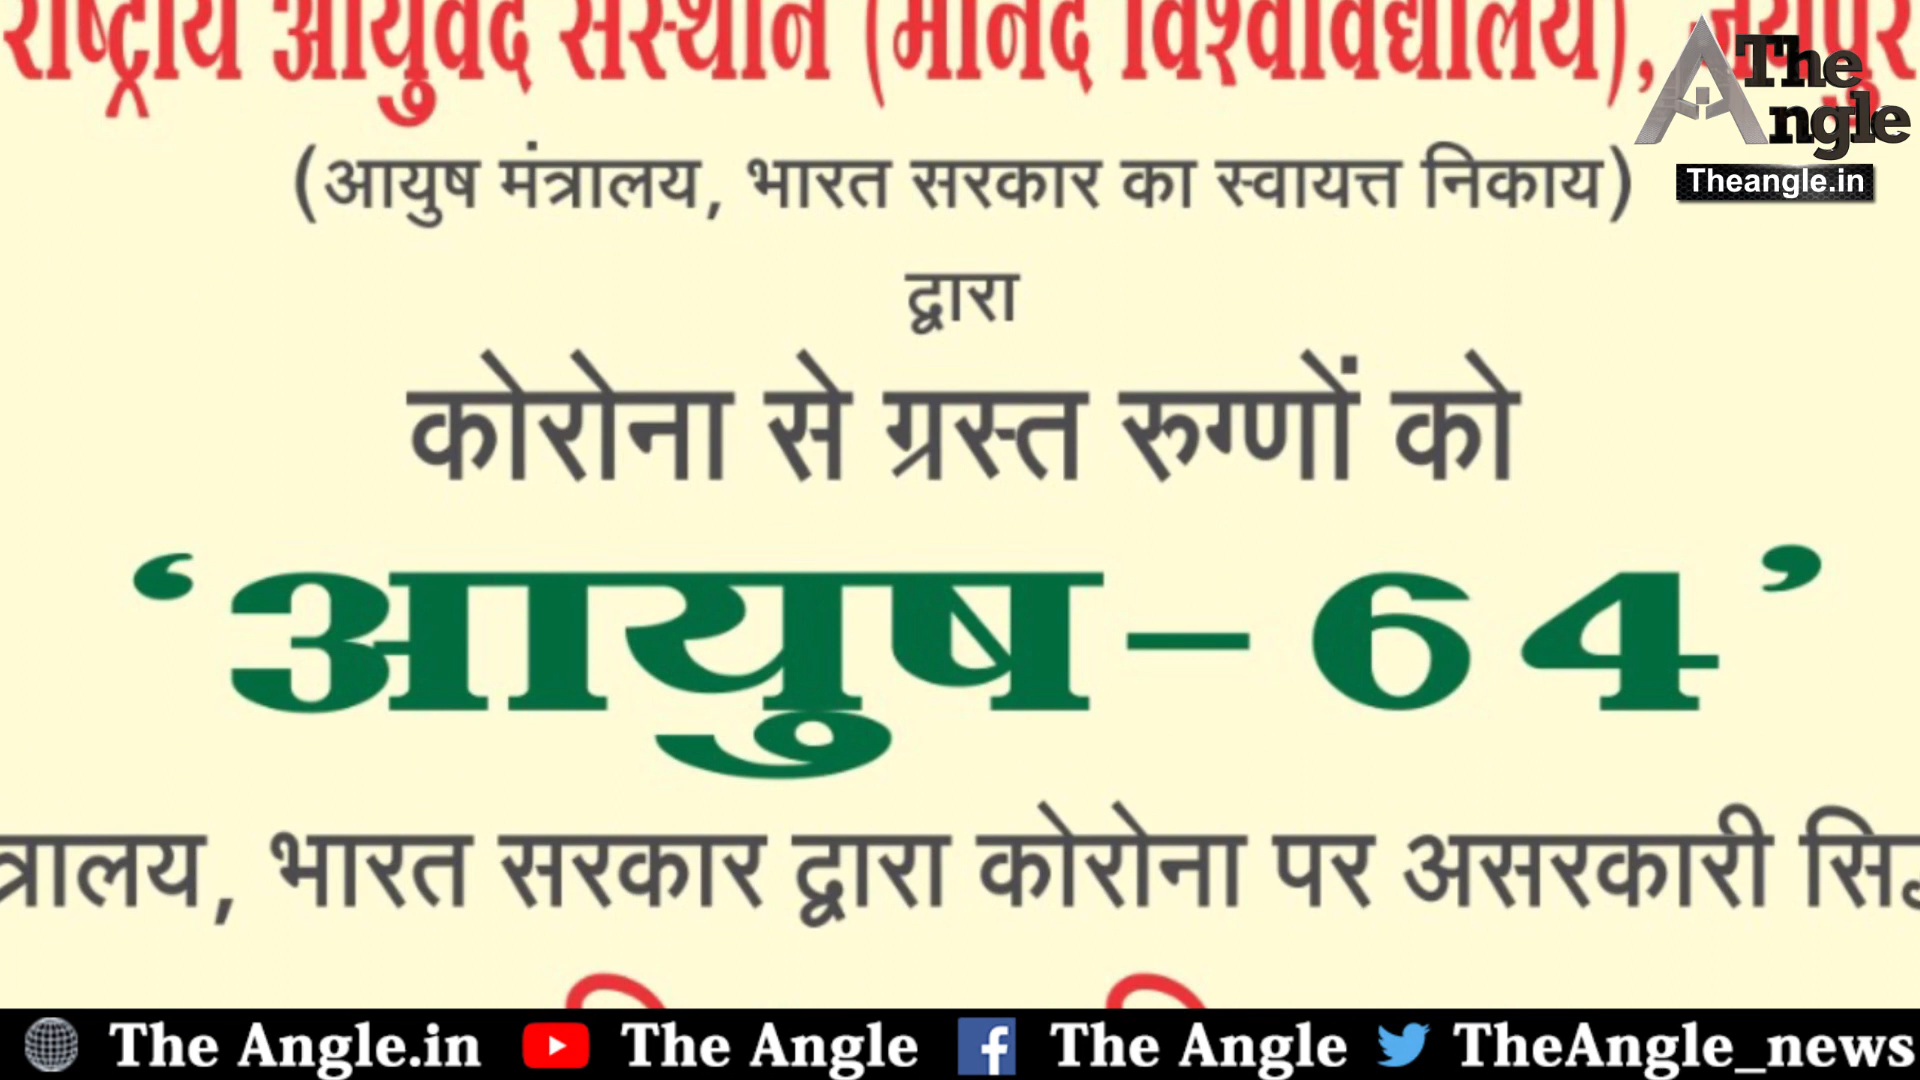 राष्ट्रीय आयुर्वेद संस्थान (मानद विश्वविद्यालय), जयपुर
The
Angle
Theangle.in
(आयुष मंत्रालय, भारत सरकार का स्वायत्त निकाय)
द्वारा
कोरोना से ग्रस्त रुग्णों को
‘आयुष-64’
त्रालय, भारत सरकार द्वारा कोरोना पर असरकारी
The Angle.in The Angle The Angle TheAngle_news